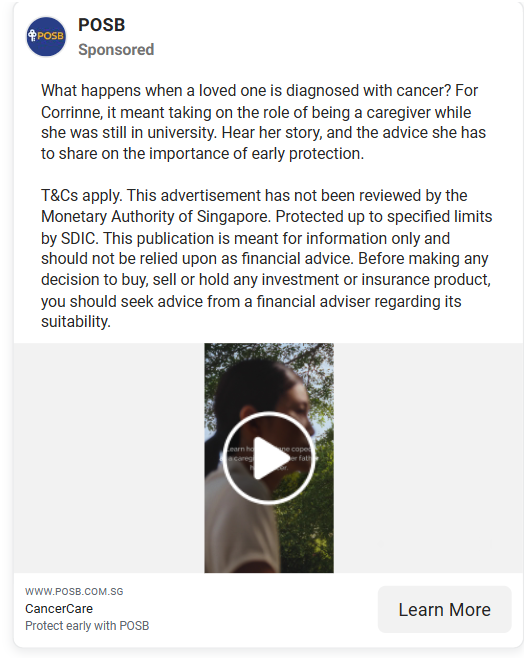 POSB
POSB
Sponsored
What happens when a loved one is diagnosed with cancer? For
Corrinne, it meant taking on the role of being a caregiver while
she was still in university. Hear her story, and the advice she has
to share on the importance of early protection.
T&Cs apply. This advertisement has not been reviewed by the
Monetary Authority of Singapore. Protected up to specified limits
by SDIC. This publication is meant for information only and
should not be relied upon as financial advice. Before making any
decision to buy, sell or hold any investment or insurance product,
you should seek advice from a financial adviser regarding its
suitability.
Learn
a caregiver
WWW.POSB.COM.SG
CancerCare
Protect early with POSB
Learn More